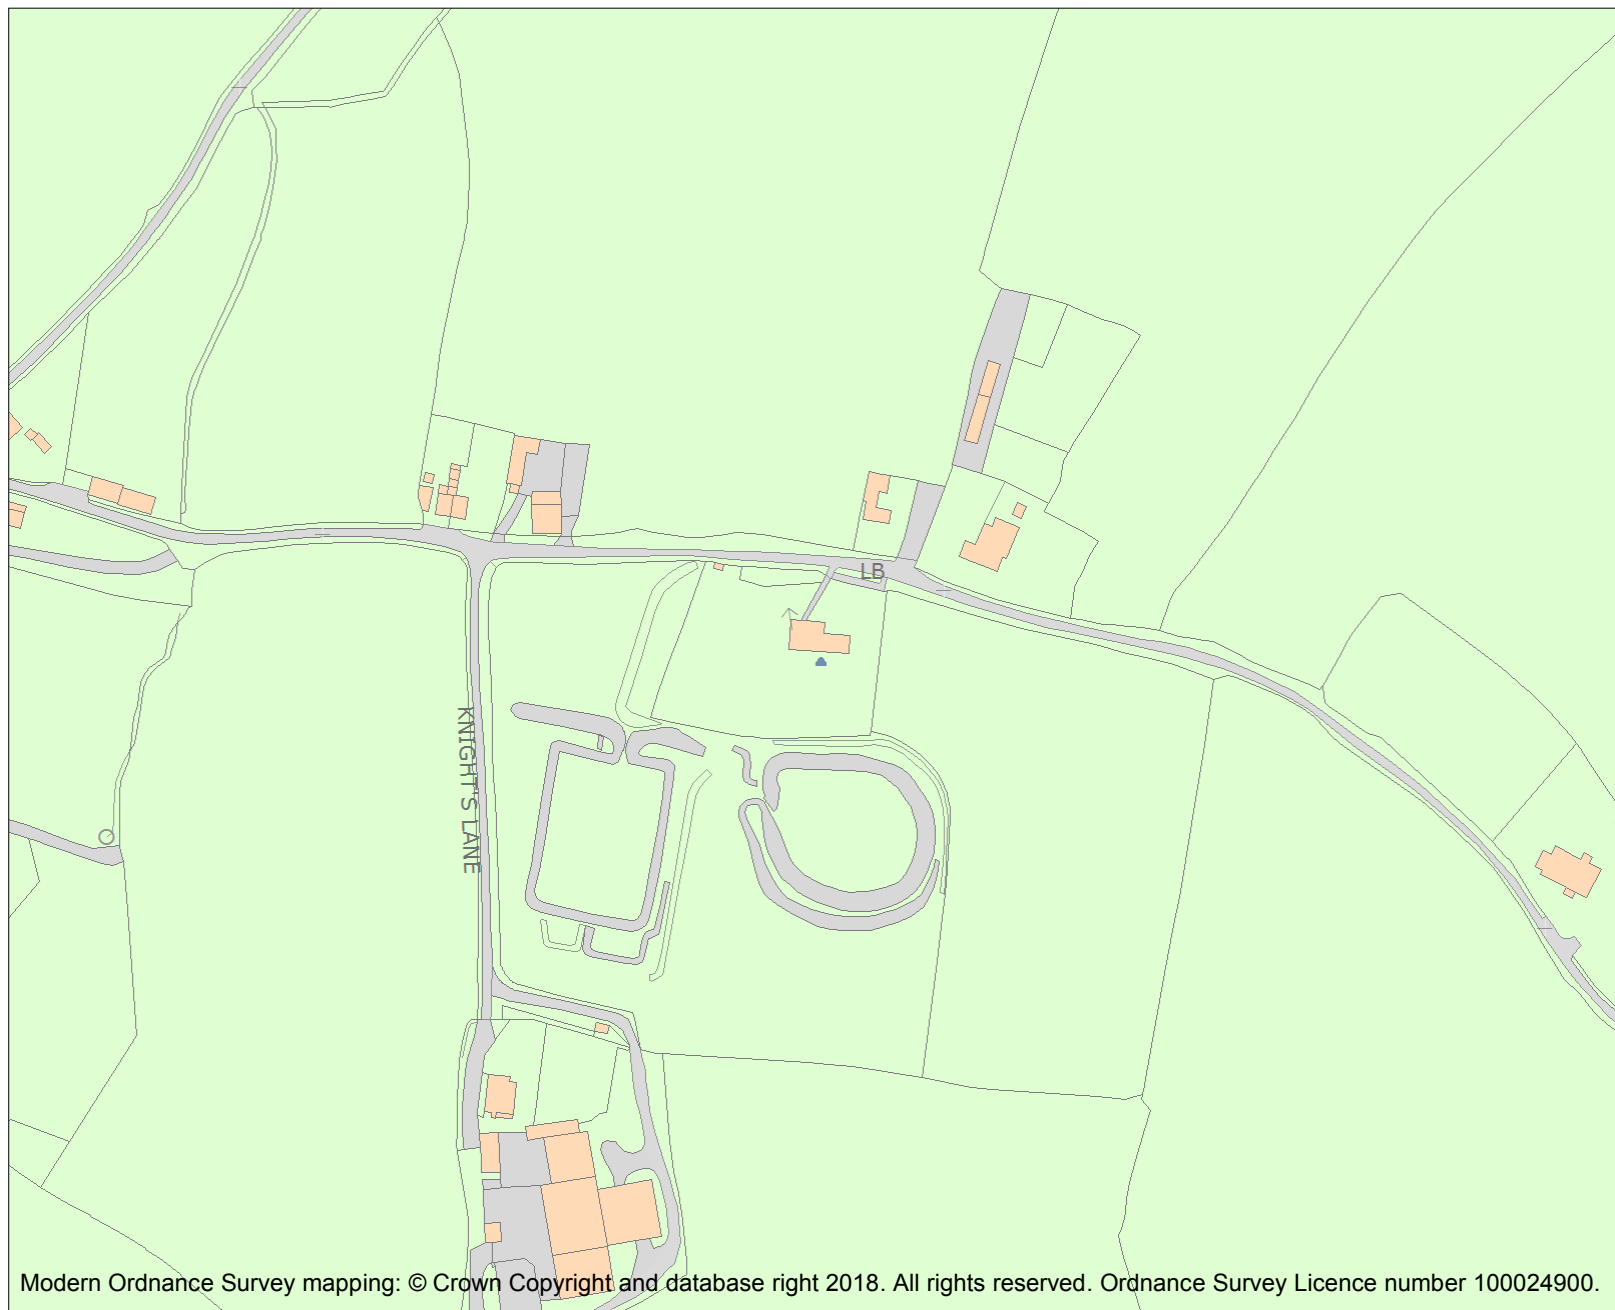 LB
KNIGHT'S LANE
Modern Ordnance Survey mapping: © Crown Copyright and database right 2018. All rights reserved. Ordnance Survey Licence number 100024900.